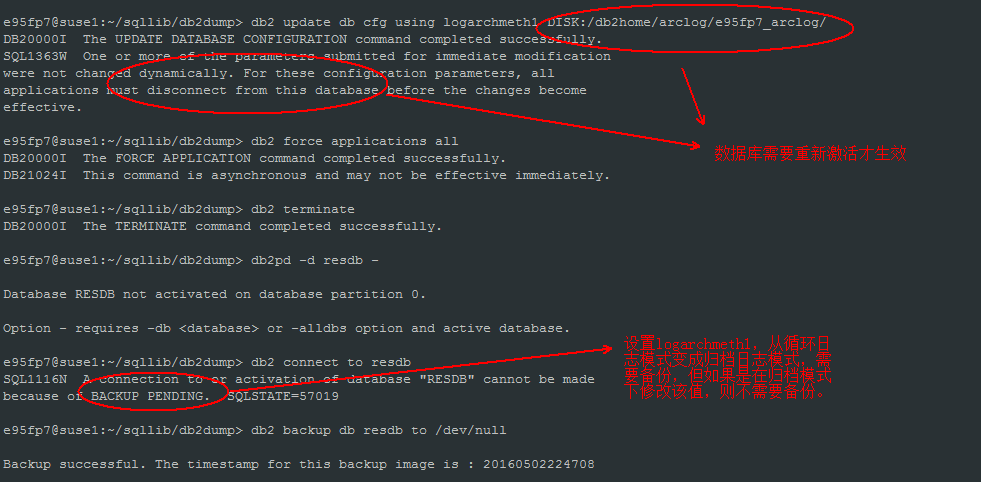 e95fp7@suse1:~/sqllib/db2dump> db2 update db cfg using logarchmeth1 DISK:/db2home/arclog/e95fp7_arclog/
DB20000I  The UPDATE DATABASE CONFIGURATION command completed successfully.
SQL1363W  One or more of the parameters submitted for immediate modification
were not changed dynamically. For these configuration parameters, all
applications must disconnect from this database before the changes become
effective.
e95fp7@suse1:~/sqllib/db2dump> db2 force applications all
DB20000I  The FORCE APPLICATION command completed successfully.
DB21024I  This command is asynchronous and may not be effective immediately.
数据库需要重新激活才生效
e95fp7@suse1:~/sqllib/db2dump> db2 terminate
DB20000I  The TERMINATE command completed successfully.
e95fp7@suse1:~/sqllib/db2dump> db2pd -d resdb -
Database RESDB not activated on database partition 0.
Option - requires -db <database> or -alldbs option and active database.
e95fp7@suse1:~/sqllib/db2dump> db2 connect to resdb
SQL1116N  A connection to or activation of database "RESDB" cannot be made
because of BACKUP PENDING.  SQLSTATE=57019
设置logarchmeth1，从循环日
志模式变成归档日志模式，需
要备份，但如果是在归档模式
下修改该值，则不需要备份。
e95fp7@suse1:~/sqllib/db2dump> db2 backup db resdb to /dev/null
Backup successful. The timestamp for this backup image is : 20160502224708